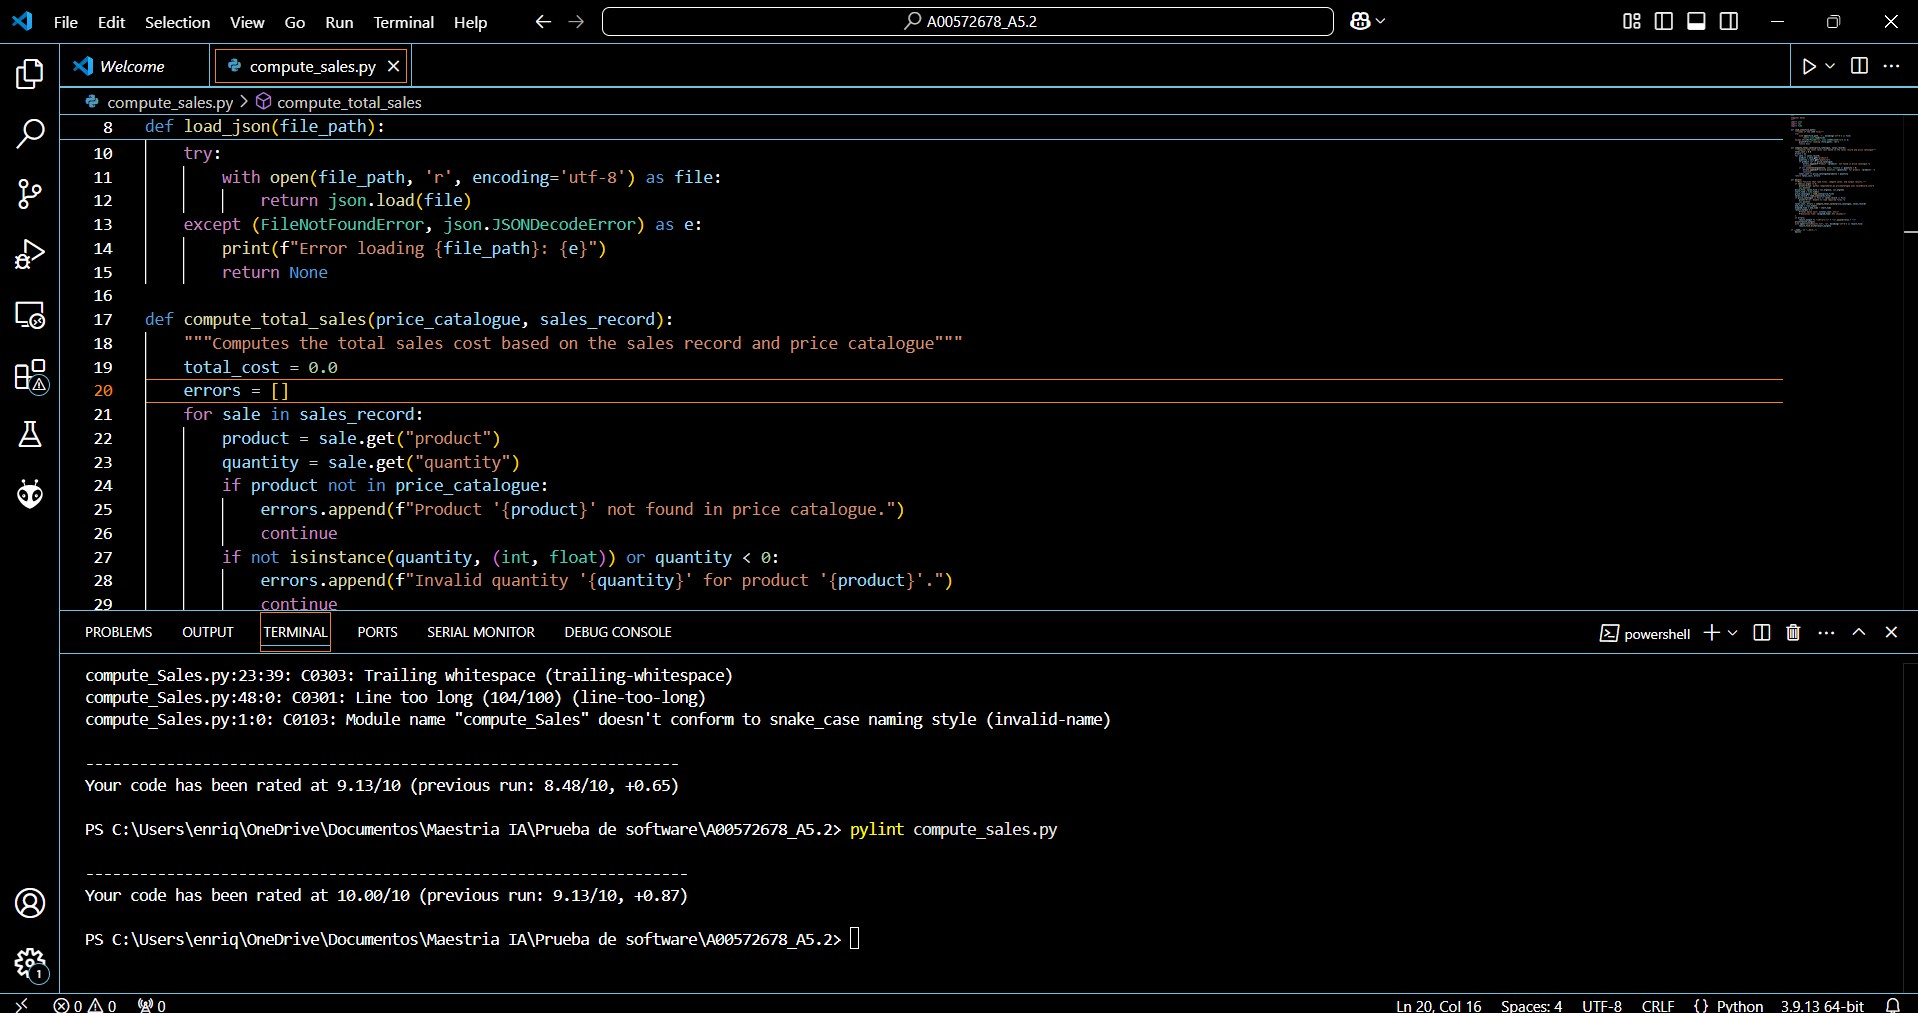 File Edit Selection View Go Run Terminal Help A00572678_A5.2
Welcome compute_sales.py
compute_sales.py > compute_total_sales
8 def load_json(file_path):
10 try:
11 with open(file_path, 'r', encoding='utf-8') as file:
12 return json.load(file)
13 except (FileNotFoundError, json.JSONDecodeError) as e:
14 print(f"Error loading {file_path}: {e}")
15 return None
16
17 def compute_total_sales(price_catalogue, sales_record):
18 """Computes the total sales cost based on the sales record and price catalogue"""
19 total_cost = 0.0
20 errors = []
21 for sale in sales_record:
22 product = sale.get("product")
23 quantity = sale.get("quantity")
24 if product not in price_catalogue:
25 errors.append(f"Product '{product}' not found in price catalogue.")
26 continue
27 if not isinstance(quantity, (int, float)) or quantity < 0:
28 errors.append(f"Invalid quantity '{quantity}' for product '{product}'.")
29 continue
PROBLEMS OUTPUT TERMINAL PORTS SERIAL MONITOR DEBUG CONSOLE powershell
compute_Sales.py:23:39: C0303: Trailing whitespace (trailing-whitespace)
compute_Sales.py:48:0: C0301: Line too long (104/100) (line-too-long)
compute_Sales.py:1:0: C0103: Module name "compute_Sales" doesn't conform to snake_case naming style (invalid-name)
------------------------------------------------------------------
Your code has been rated at 9.13/10 (previous run: 8.48/10, +0.65)
PS C:\Users\enriq\OneDrive\Documentos\Maestria IA\Prueba de software\A00572678_A5.2> pylint compute_sales.py
-------------------------------------------------------------------
Your code has been rated at 10.00/10 (previous run: 9.13/10, +0.87)
PS C:\Users\enriq\OneDrive\Documentos\Maestria IA\Prueba de software\A00572678_A5.2>
1
0 0 0 Ln 20, Col 16 Spaces: 4 UTF-8 CRLF {} Python 3.9.13 64-bit